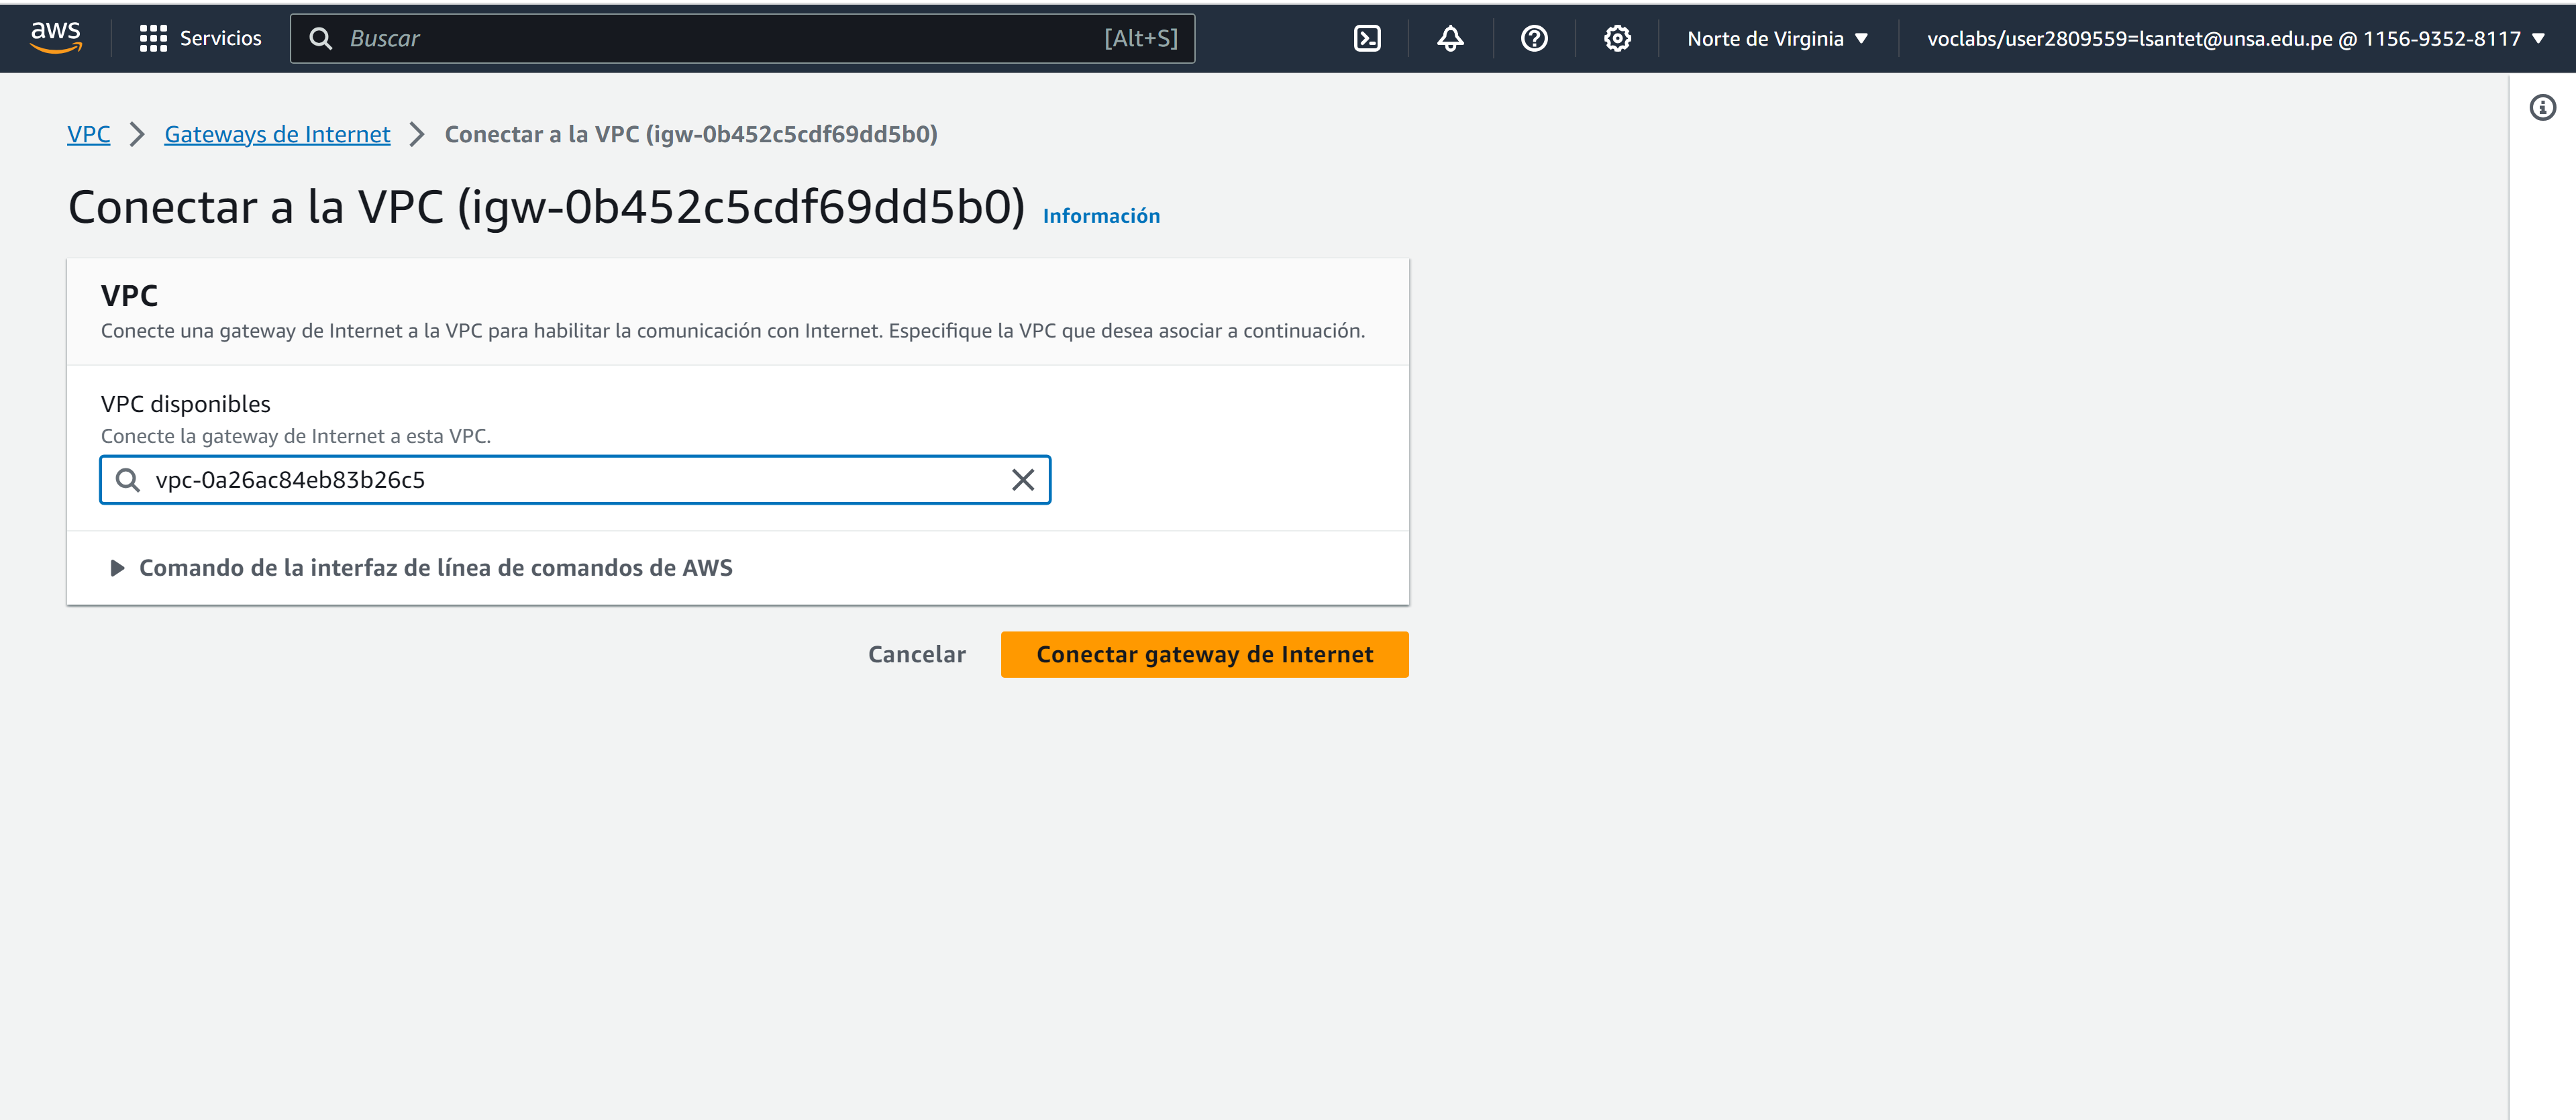 aws Servicios Buscar [Alt+S] Norte de Virginia voclabs/user2809559=lsantet@unsa.edu.pe @ 1156-9352-8117
VPC Gateways de Internet Conectar a la VPC (igw-0b452c5cdf69dd5b0)
Conectar a la VPC (igw-0b452c5cdf69dd5b0) Información
VPC
Conecte una gateway de Internet a la VPC para habilitar la comunicación con Internet. Especifique la VPC que desea asociar a continuación.
VPC disponibles
Conecte la gateway de Internet a esta VPC.
vpc-0a26ac84eb83b26c5
Comando de la interfaz de línea de comandos de AWS
Cancelar Conectar gateway de Internet